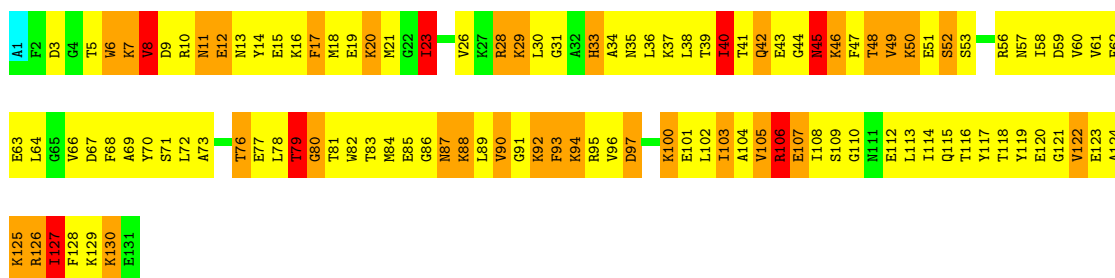 A1 F2 D3 G4 T5 W6 K7 V8 D9 R10 N11 E12 N13 Y14 E15 K16 F17 M18 E19 K20 M21 G22 I23 V26 K27 R28 K29 L30 G31 A32 H33 A34 N35 L36 K37 L38 T39 I40 T41 Q42 E43 G44 N45 K46 F47 T48 V49 K50 E51 S52 S53 R56 N57 I58 D59 V60 V61
E63 L64 G65 V66 D67 F68 A69 Y70 S71 L72 A73 T76 E77 L78 T79 G80 T81 W82 T83 M84 E85 G86 N87 K88 L89 V90 G91 K92 F93 K94 R95 V96 D97 K100 E101 L102 I103 A104 V105 R106 E107 I108 S109 G110 N111 E112 L113 I114 Q115 T116 Y117 T118 Y119 E120 G121 V122 E123
K125 R126 I127 F128 K129 K130 E131